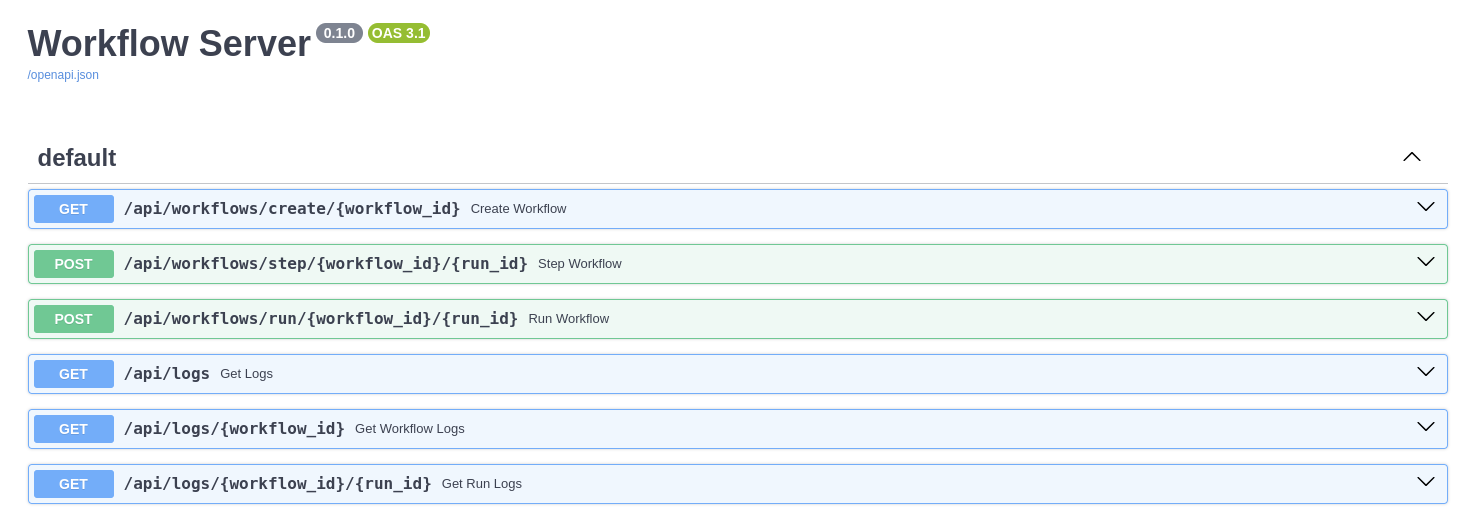 Workflow Server 0.1.0 OAS 3.1
/openapi.json
default
GET /api/workflows/create/{workflow_id} Create Workflow
POST /api/workflows/step/{workflow_id}/{run_id} Step Workflow
POST /api/workflows/run/{workflow_id}/{run_id} Run Workflow
GET /api/logs Get Logs
GET /api/logs/{workflow_id} Get Workflow Logs
GET /api/logs/{workflow_id}/{run_id} Get Run Logs